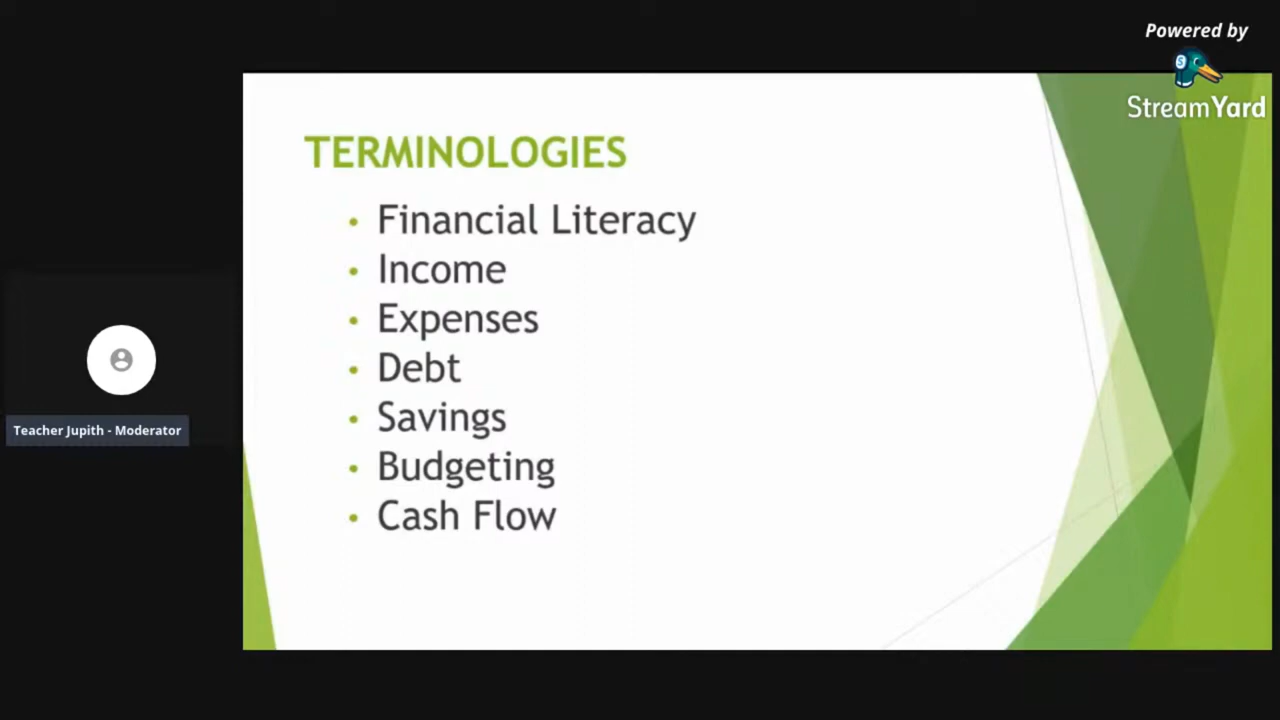 Powered by
StreamYard
TERMINOLOGIES
• Financial Literacy
• Income
• Expenses
• Debt
• Savings
• Budgeting
• Cash Flow
Teacher Jupith - Moderator